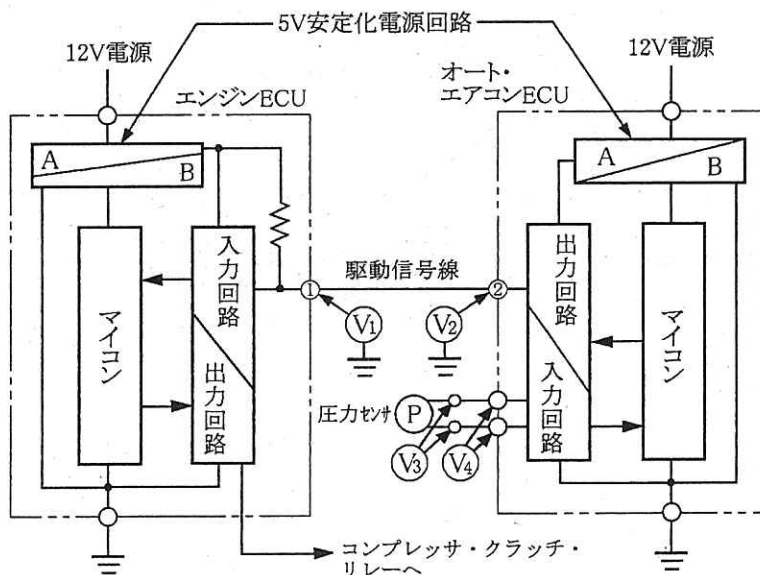 5V安定化電源回路
12V電源
12V電源
エンジンECU
オート・
エアコンECU
A
B
A
B
マイコン
入力回路
出力回路
駆動信号線
①
②
V1
V2
出力回路
入力回路
マイコン
圧力センサ
P
V3
V4
コンプレッサ・クラッチ・
リレーへ